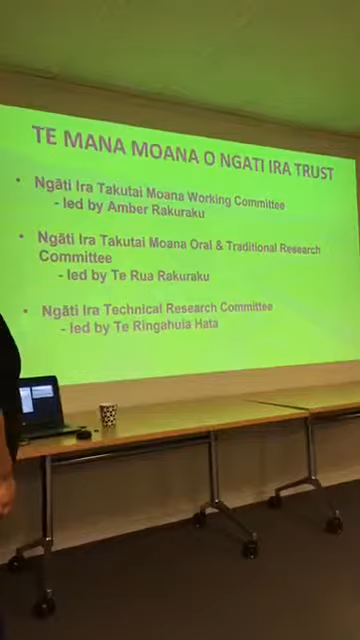 TE MANA MOANA O NGATI IRA TRUST
• Ngāti Ira Takutai Moana Working Committee
- led by Amber Rakuraku
• Ngāti Ira Takutai Moana Oral & Traditional Research
Committee
- led by Te Rua Rakuraku
• Ngāti Ira Technical Research Committee
- led by Te Ringahuia Hata